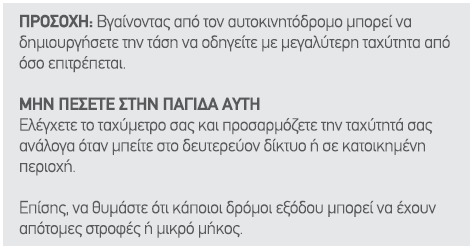 ΠΡΟΣΟΧΗ: Βγαίνοντας από τον αυτοκινητόδρομο μπορεί να
δημιουργήσετε την τάση να οδηγείτε με μεγαλύτερη ταχύτητα από
όσο επιτρέπεται.
ΜΗΝ ΠΕΣΕΤΕ ΣΤΗΝ ΠΑΓΙΔΑ ΑΥΤΗ
Ελέγχετε το ταχύμετρο σας και προσαρμόζετε την ταχύτητά σας
ανάλογα όταν μπείτε στο δευτερεύον δίκτυο ή σε κατοικημένη
περιοχή.
Επίσης, να θυμάστε ότι κάποιοι δρόμοι εξόδου μπορεί να έχουν
απότομες στροφές ή μικρό μήκος.